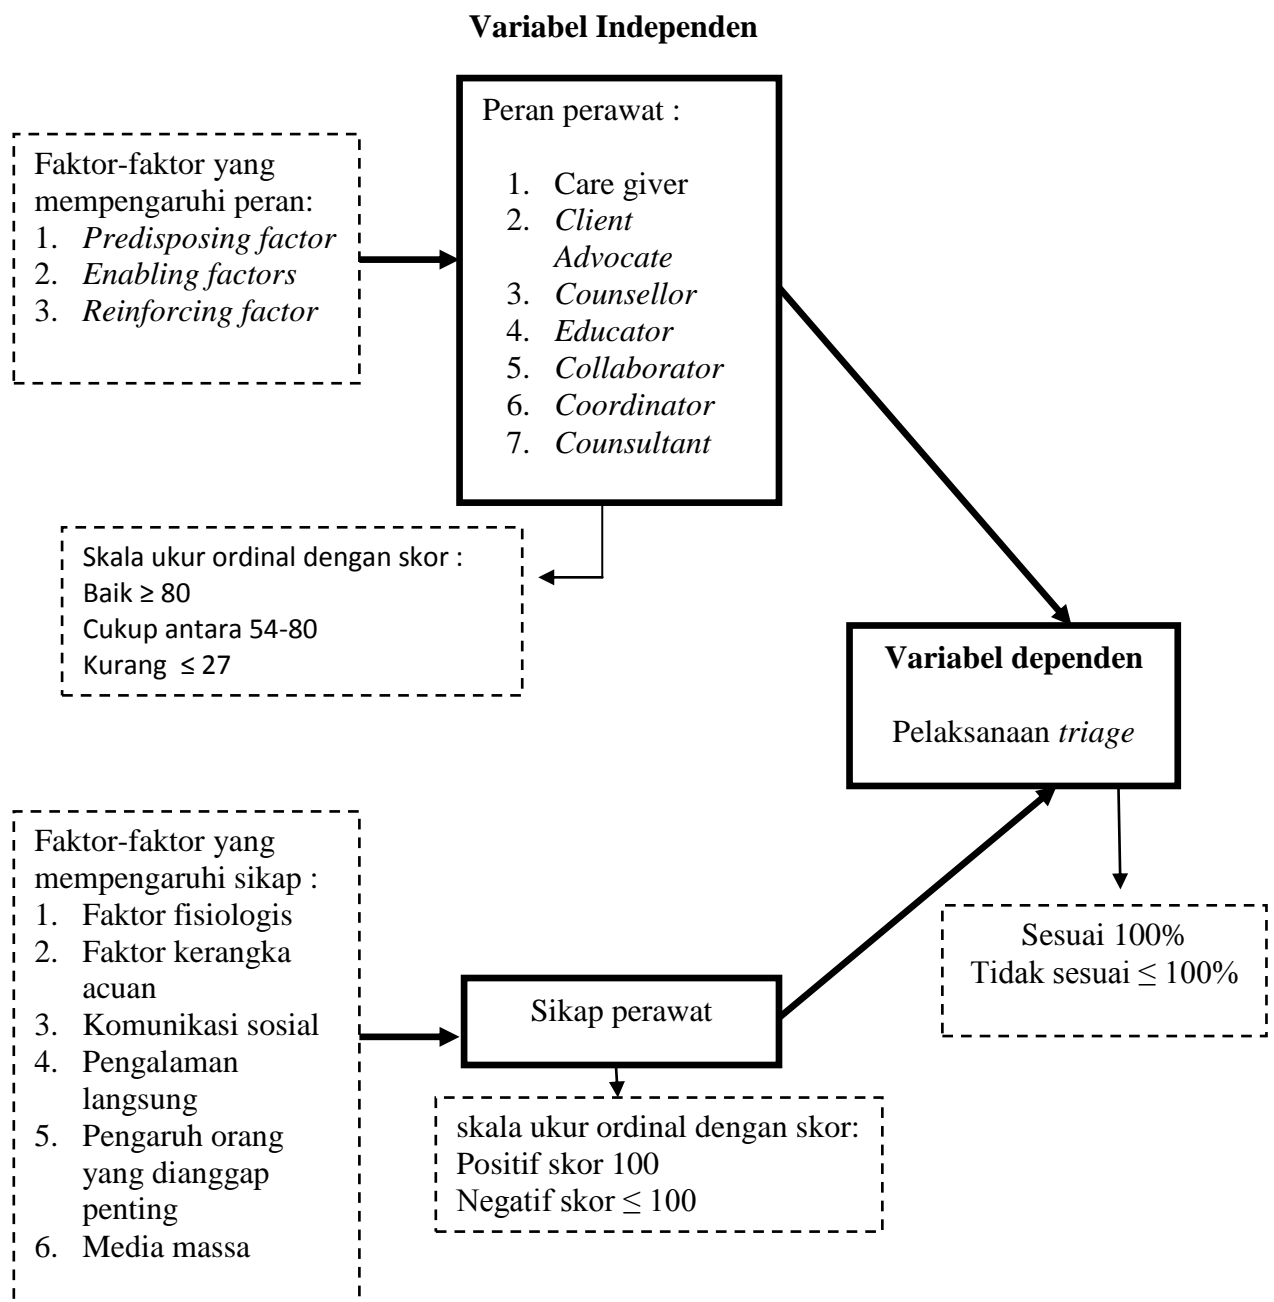 Variabel Independen
Peran perawat :
1. Care giver
2. Client
Advocate
3. Counsellor
4. Educator
5. Collaborator
6. Coordinator
7. Counsultant
Faktor-faktor yang
mempengaruhi peran:
1. Predisposing factor
2. Enabling factors
3. Reinforcing factor
Skala ukur ordinal dengan skor :
Baik ≥ 80
Cukup antara 54-80
Kurang ≤ 27
Variabel dependen
Pelaksanaan triage
Faktor-faktor yang
mempengaruhi sikap :
1. Faktor fisiologis
2. Faktor kerangka
acuan
3. Komunikasi sosial
4. Pengalaman
langsung
5. Pengaruh orang
yang dianggap
penting
6. Media massa
Sesuai 100%
Tidak sesuai ≤ 100%
Sikap perawat
skala ukur ordinal dengan skor:
Positif skor 100
Negatif skor ≤ 100